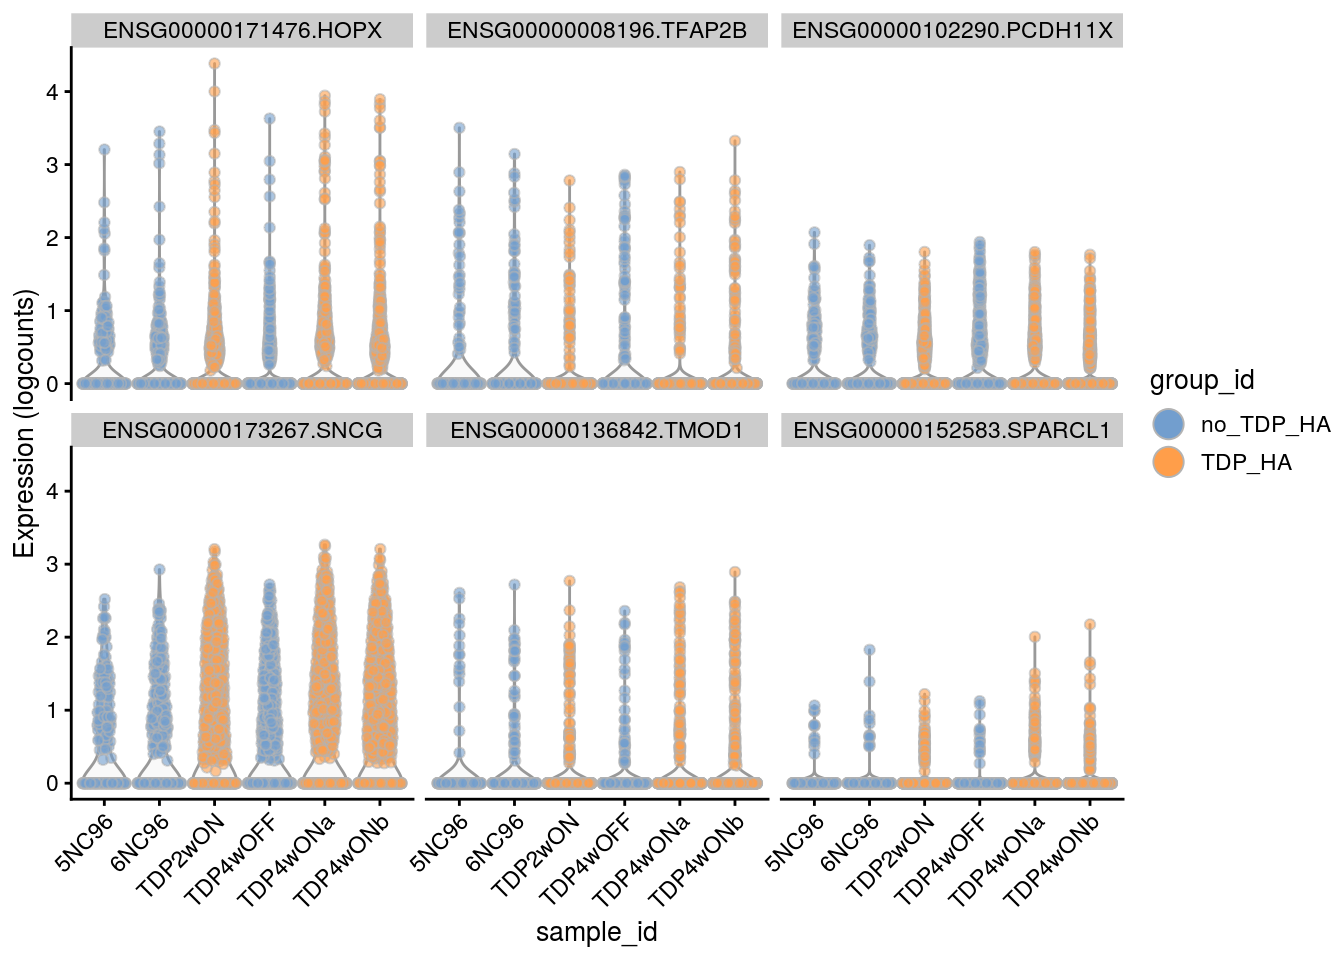 ENSG00000171476.HOPX
ENSG00000008196.TFAP2B
ENSG00000102290.PCDH11X
4
3
2
1
0
ENSG00000173267.SNCG
ENSG00000136842.TMOD1
ENSG00000152583.SPARCL1
4
3
2
1
0
Expression (logcounts)
5NC96
6NC96
TDP2wON
TDP4wOFF
TDP4wONa
TDP4wONb
5NC96
6NC96
TDP2wON
TDP4wOFF
TDP4wONa
TDP4wONb
5NC96
6NC96
TDP2wON
TDP4wOFF
TDP4wONa
TDP4wONb
sample_id
group_id
no_TDP_HA
TDP_HA